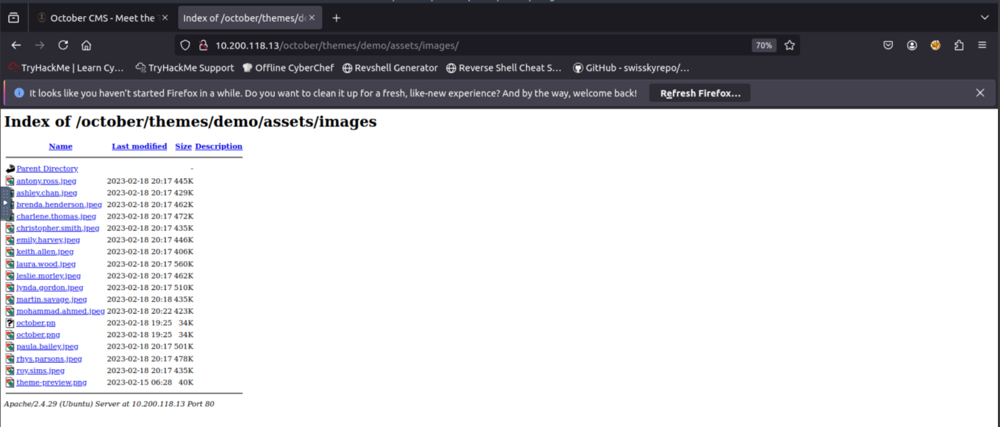 October CMS - Meet the
Index of /october/themes/de
10.200.118.13/october/themes/demo/assets/images/
70%
TryHackMe | Learn Cy...
TryHackMe Support
Offline CyberChef
Revshell Generator
Reverse Shell Cheat S...
GitHub - swisskyrepo/...
It looks like you haven't started Firefox in a while. Do you want to clean it up for a fresh, like-new experience? And by the way, welcome back!
Refresh Firefox...
Index of /october/themes/demo/assets/images
Name Last modified Size Description
Parent Directory -
antony.ross.jpeg 2023-02-18 20:17 445K
ashley.chan.jpeg 2023-02-18 20:17 429K
brenda.henderson.jpeg 2023-02-18 20:17 462K
charlene.thomas.jpeg 2023-02-18 20:17 472K
christopher.smith.jpeg 2023-02-18 20:17 435K
emily.harvey.jpeg 2023-02-18 20:17 446K
keith.allen.jpeg 2023-02-18 20:17 406K
laura.wood.jpeg 2023-02-18 20:17 560K
leslie.morley.jpeg 2023-02-18 20:17 462K
lynda.gordon.jpeg 2023-02-18 20:17 510K
martin.savage.jpeg 2023-02-18 20:18 435K
mohammad.ahmed.jpeg 2023-02-18 20:22 423K
october.pn 2023-02-18 19:25 34K
october.png 2023-02-18 19:25 34K
paula.bailey.jpeg 2023-02-18 20:17 501K
rhys.parsons.jpeg 2023-02-18 20:17 478K
roy.sims.jpeg 2023-02-18 20:17 435K
theme-preview.png 2023-02-15 06:28 40K
Apache/2.4.29 (Ubuntu) Server at 10.200.118.13 Port 80